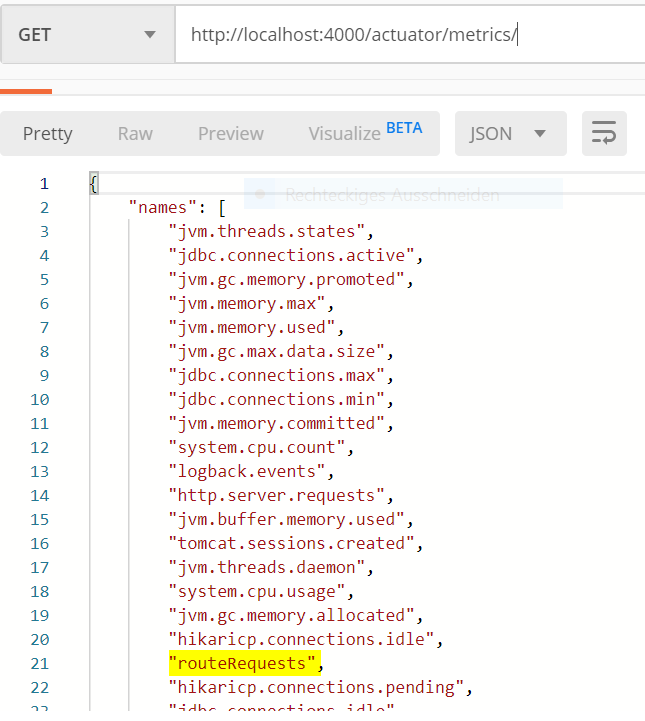 GET http://localhost:4000/actuator/metrics/
Pretty Raw Preview Visualize BETA JSON
1 {
Rechteckiges Ausschneiden
2 "names": [
3 "jvm.threads.states",
4 "jdbc.connections.active",
5 "jvm.gc.memory.promoted",
6 "jvm.memory.max",
7 "jvm.memory.used",
8 "jvm.gc.max.data.size",
9 "jdbc.connections.max",
10 "jdbc.connections.min",
11 "jvm.memory.committed",
12 "system.cpu.count",
13 "logback.events",
14 "http.server.requests",
15 "jvm.buffer.memory.used",
16 "tomcat.sessions.created",
17 "jvm.threads.daemon",
18 "system.cpu.usage",
19 "jvm.gc.memory.allocated",
20 "hikaricp.connections.idle",
21 "routeRequests",
22 "hikaricp.connections.pending",
23 "jdbc.connections.idle",